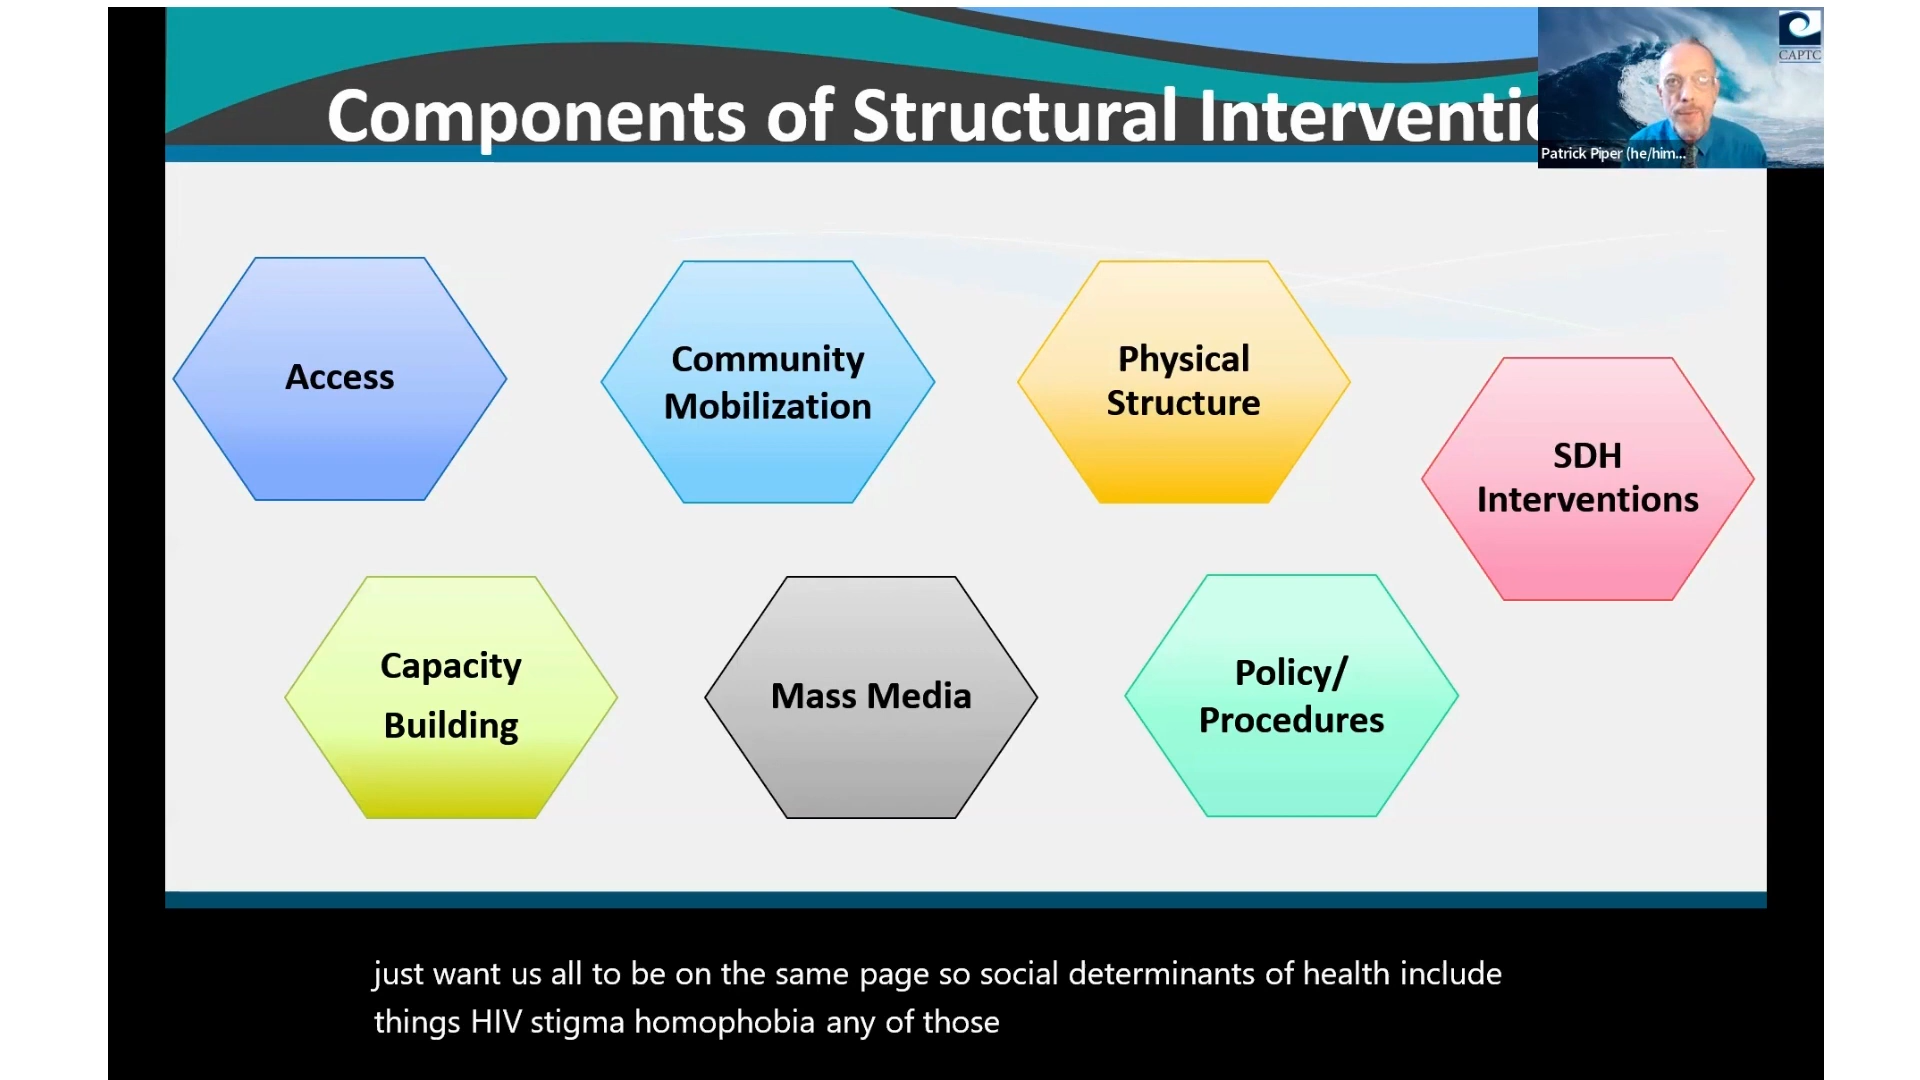 Components of Structural Interventi
CAPTC
Patrick Piper (he/him...
Access
Community
Mobilization
Physical
Structure
SDH
Interventions
Capacity
Building
Mass Media
Policy/
Procedures
just want us all to be on the same page so social determinants of health include
things HIV stigma homophobia any of those